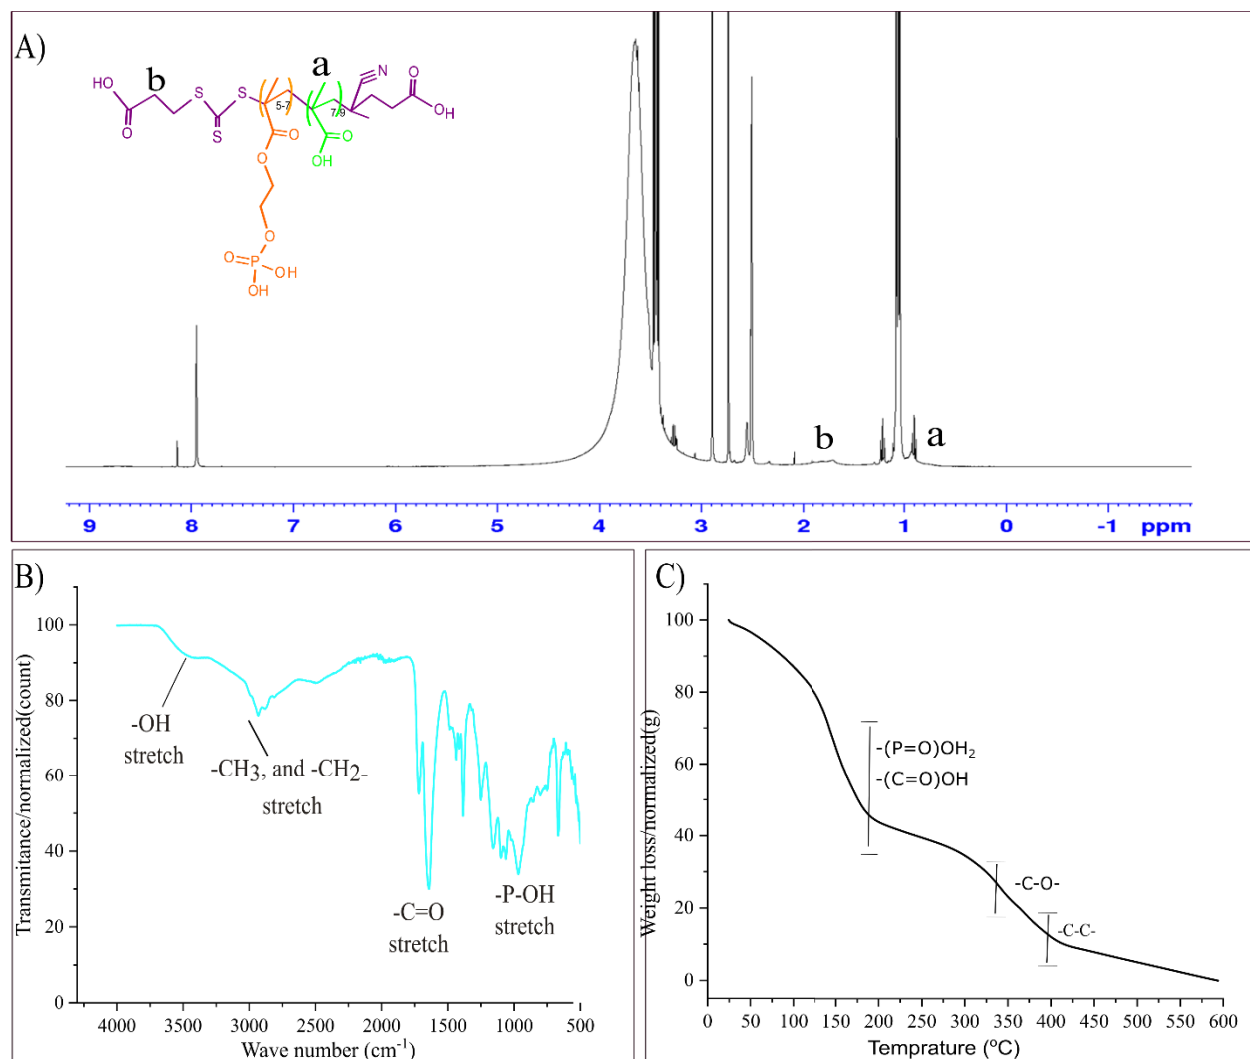 A)
b
a
N
HO
O
S
S
S
5-7
7-9
O
OH
O
O
O
OH
O
O
P
OH
OH
b
a
9 8 7 6 5 4 3 2 1 0 -1 ppm
B)
Transmitance/normalized(count)
100
80
60
40
20
0
-OH
stretch
-CH3, and -CH2-
stretch
-C=O
stretch
-P-OH
stretch
4000 3500 3000 2500 2000 1500 1000 500
Wave number (cm-1)
C)
Weight loss/normalized(g)
100
80
60
40
20
0
-(P=O)OH2
-(C=O)OH
-C-O-
-C-C-
0 50 100 150 200 250 300 350 400 450 500 550 600
Temprature (°C)